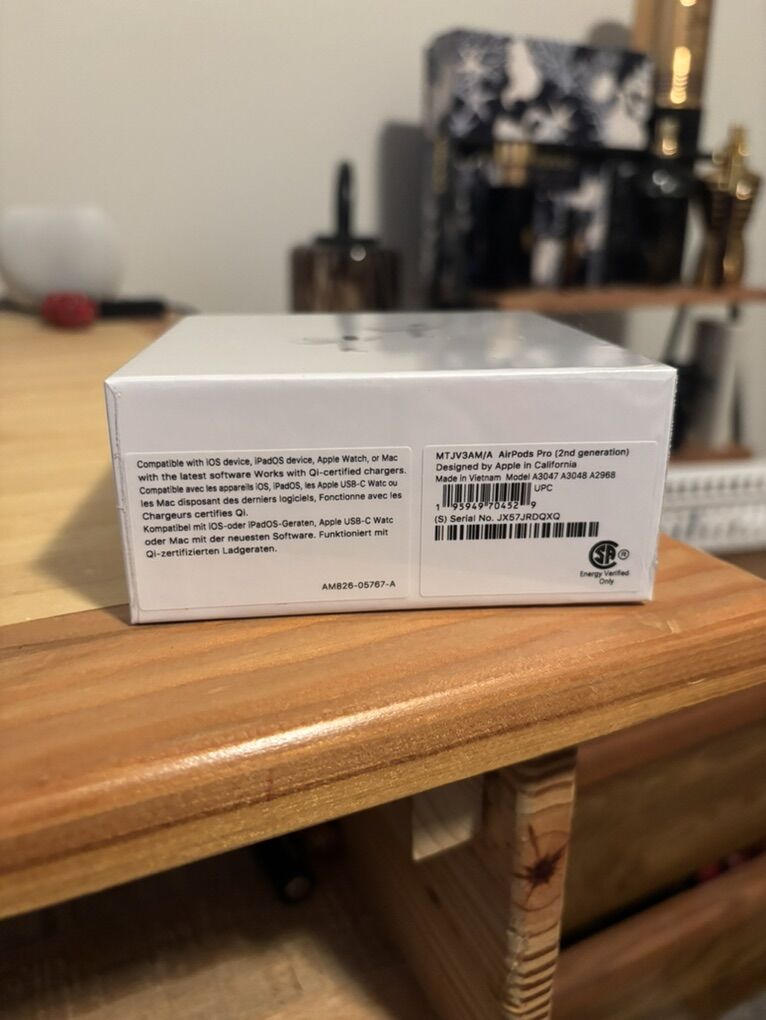 Compatible with iOS device, iPadOS device, Apple Watch, or Mac
with the latest software Works with Qi-certified chargers.
Compatible avec les appareils iOS, iPadOS, les Apple USB-C Watc ou
les Mac disposant des derniers logiciels, Fonctionne avec les
Chargeurs certifies Qi.
Kompatibel mit iOS-oder iPadOS-Geraten, Apple USB-C Watc
oder Mac mit der neuesten Software. Funktioniert mit
Qi-zertifizierten Ladgeraten.
AM826-05767-A
MTJV3AM/A AirPods Pro (2nd generation)
Designed by Apple in California
Made in Vietnam Model A3047 A3048 A2968
UPC
1 95949 70452 9
(S) Serial No. JX57JRDQXQ
SA ®
Energy Verified
Only